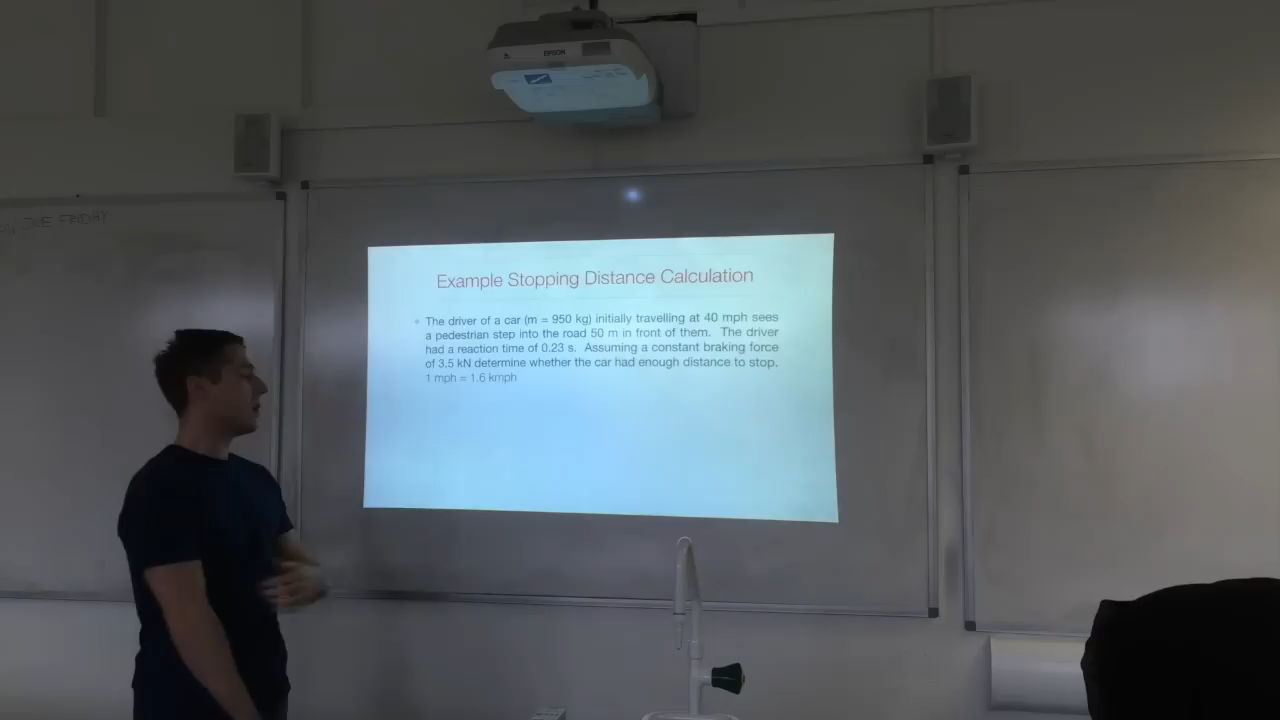 EPSON
DUE FRIDAY
Example Stopping Distance Calculation
The driver of a car (m = 950 kg) initially travelling at 40 mph sees
a pedestrian step into the road 50 m in front of them. The driver
had a reaction time of 0.23 s. Assuming a constant braking force
of 3.5 kN determine whether the car had enough distance to stop.
1 mph = 1.6 kmph